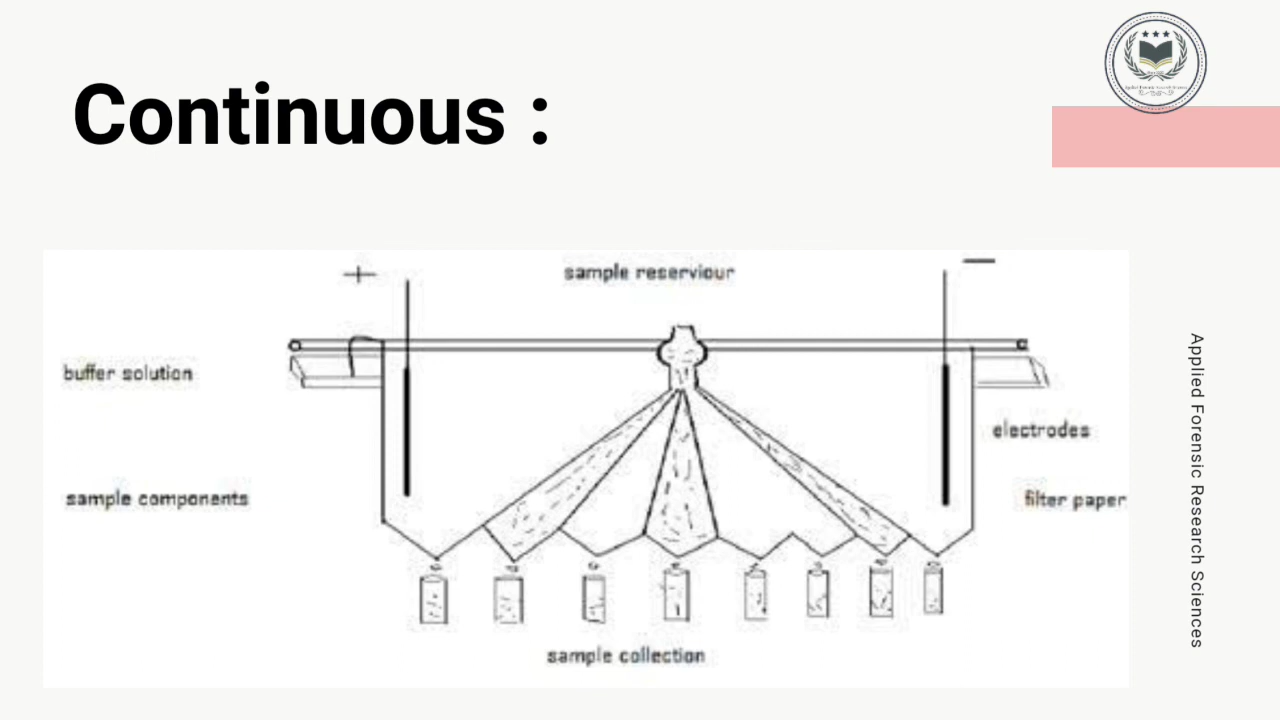 Continuous :
+
sample reserviour
—
buffer solution
electrodes
sample components
filter paper
sample collection
Applied Forensic Research Sciences